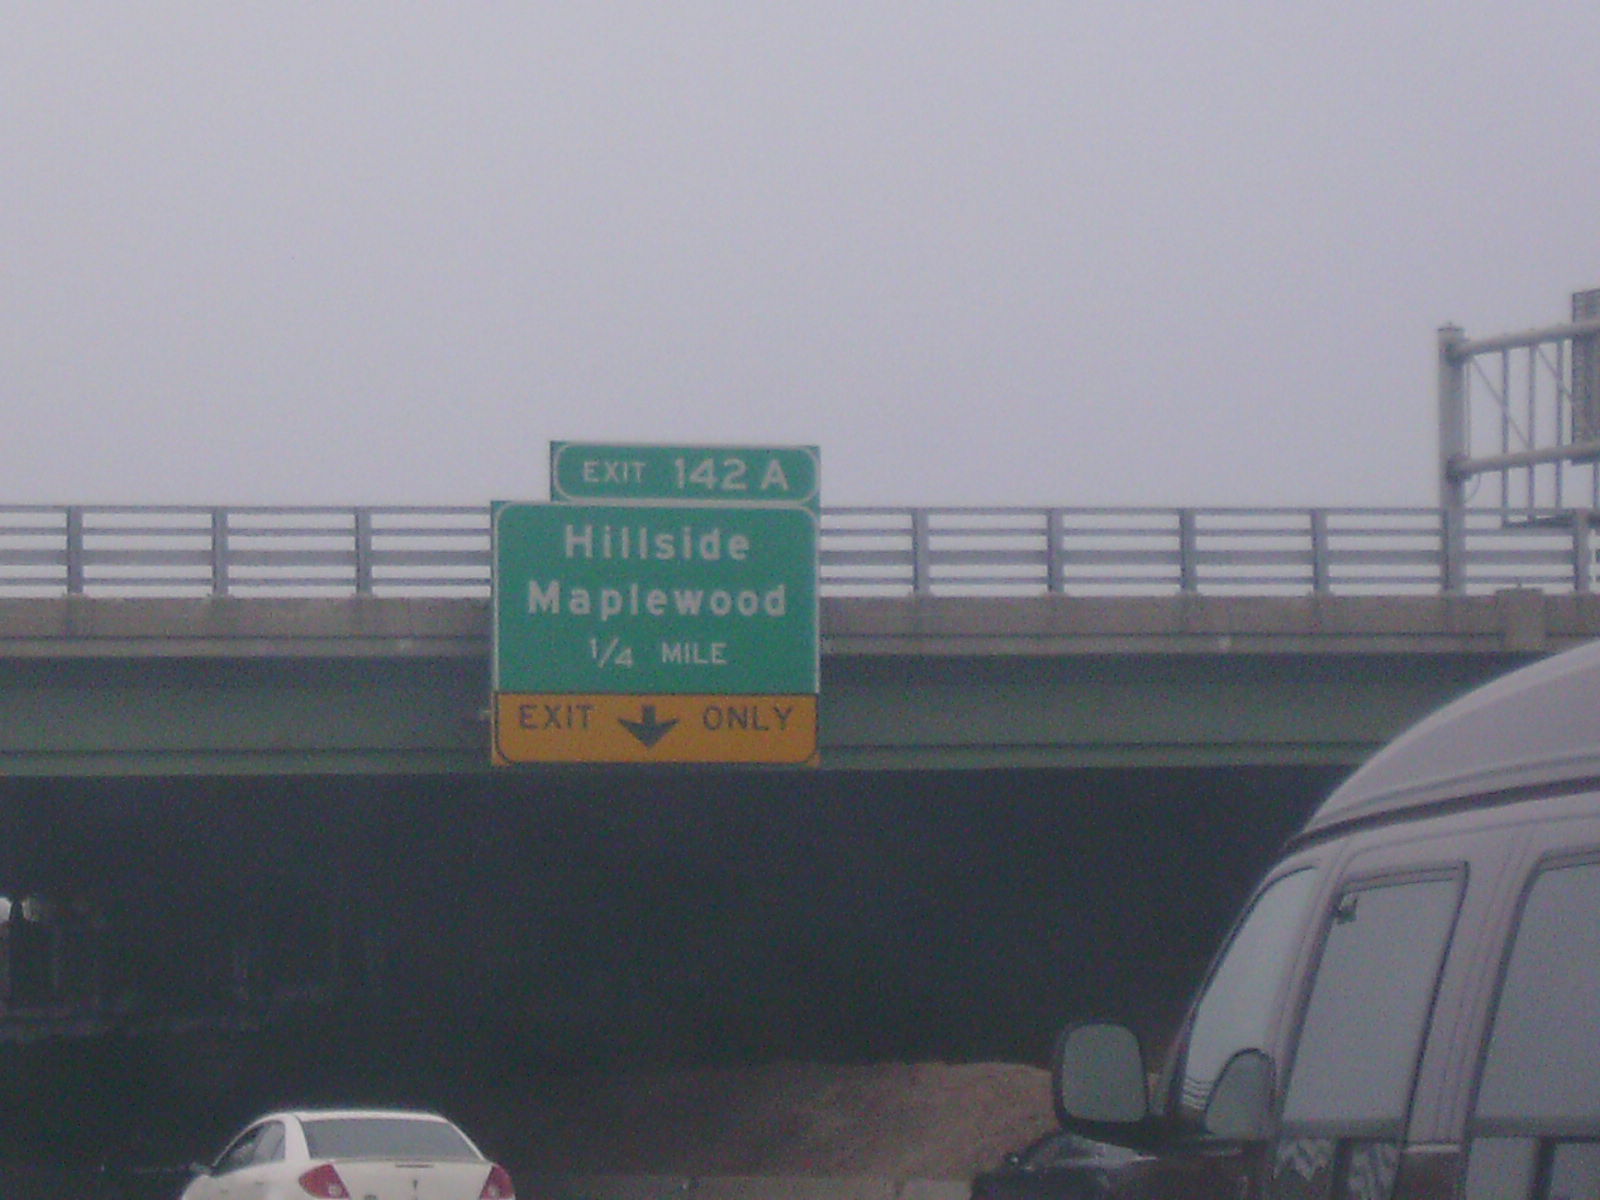 EXIT 142 A
Hillside
Maplewood
1/4 MILE
EXIT ONLY